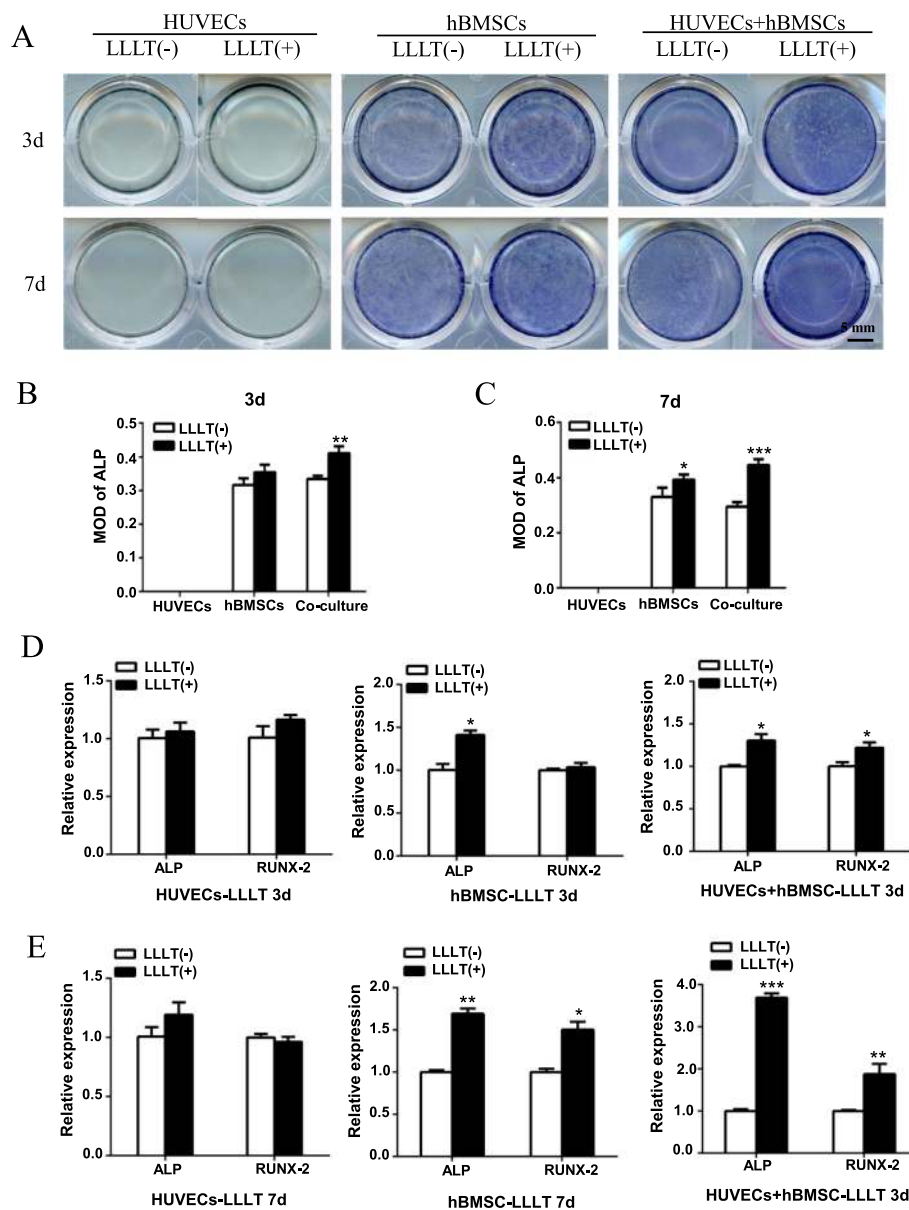 A
HUVECs
hBMSCs
HUVECs+hBMSCs
LLLT(-) LLLT(+)
LLLT(-) LLLT(+)
LLLT(-) LLLT(+)
3d
7d
5 mm
B
3d
LLLT(-)
LLLT(+)
MOD of ALP
0.5
0.4
0.3
0.2
0.1
0.0
**
HUVECs hBMSCs Co-culture
C
7d
LLLT(-)
LLLT(+)
MOD of ALP
0.6
0.4
0.2
0.0
*
***
HUVECs hBMSCs Co-culture
D
LLLT(-)
LLLT(+)
Relative expression
1.5
1.0
0.5
0.0
ALP RUNX-2
HUVECs-LLLT 3d
LLLT(-)
LLLT(+)
Relative expression
2.0
1.5
1.0
0.5
0.0
*
ALP RUNX-2
hBMSC-LLLT 3d
LLLT(-)
LLLT(+)
Relative expression
2.0
1.5
1.0
0.5
0.0
*
*
ALP RUNX-2
HUVECs+hBMSC-LLLT 3d
E
LLLT(-)
LLLT(+)
Relative expression
1.5
1.0
0.5
0.0
ALP RUNX-2
HUVECs-LLLT 7d
LLLT(-)
LLLT(+)
Relative expression
2.0
1.5
1.0
0.5
0.0
**
*
ALP RUNX-2
hBMSC-LLLT 7d
LLLT(-)
LLLT(+)
Relative expression
4.0
3.0
2.0
1.0
0.0
***
**
ALP RUNX-2
HUVECs+hBMSC-LLLT 3d